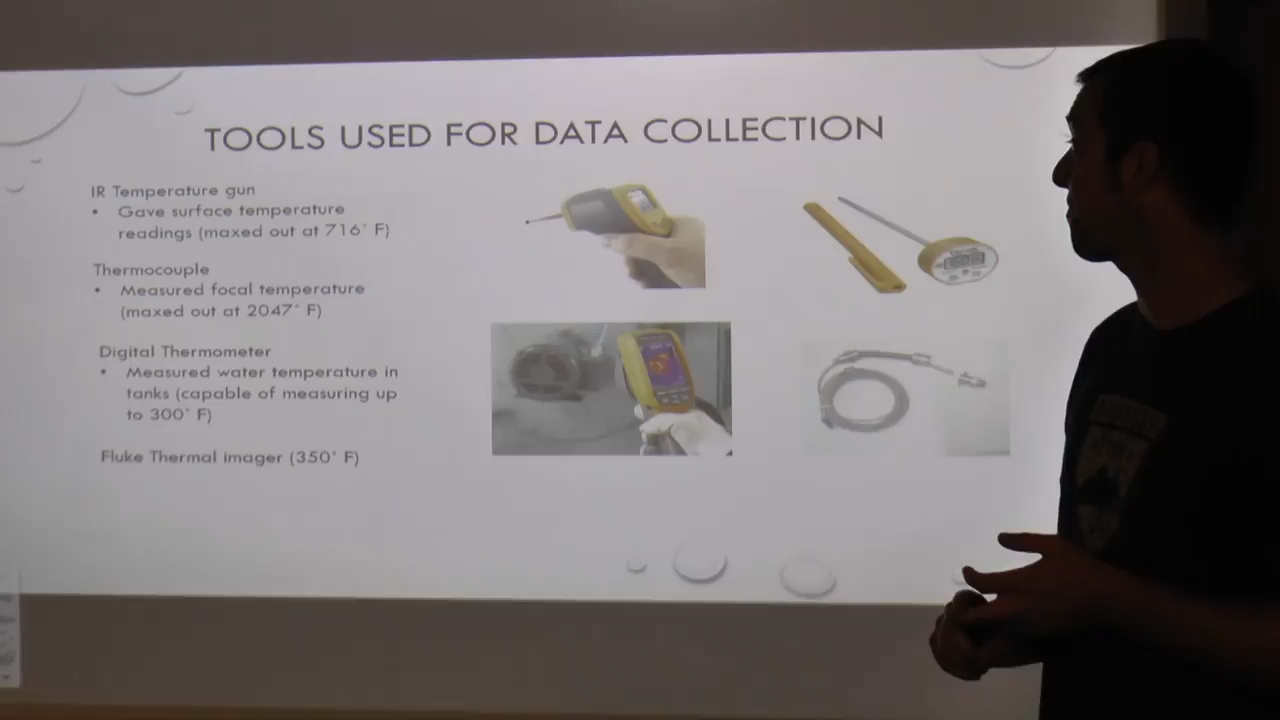 TOOLS USED FOR DATA COLLECTION
IR Temperature gun
• Gave surface temperature
readings (maxed out at 716° F)
Thermocouple
• Measured focal temperature
(maxed out at 2047° F)
Digital Thermometer
• Measured water temperature in
tanks (capable of measuring up
to 300° F)
Fluke Thermal imager (350° F)